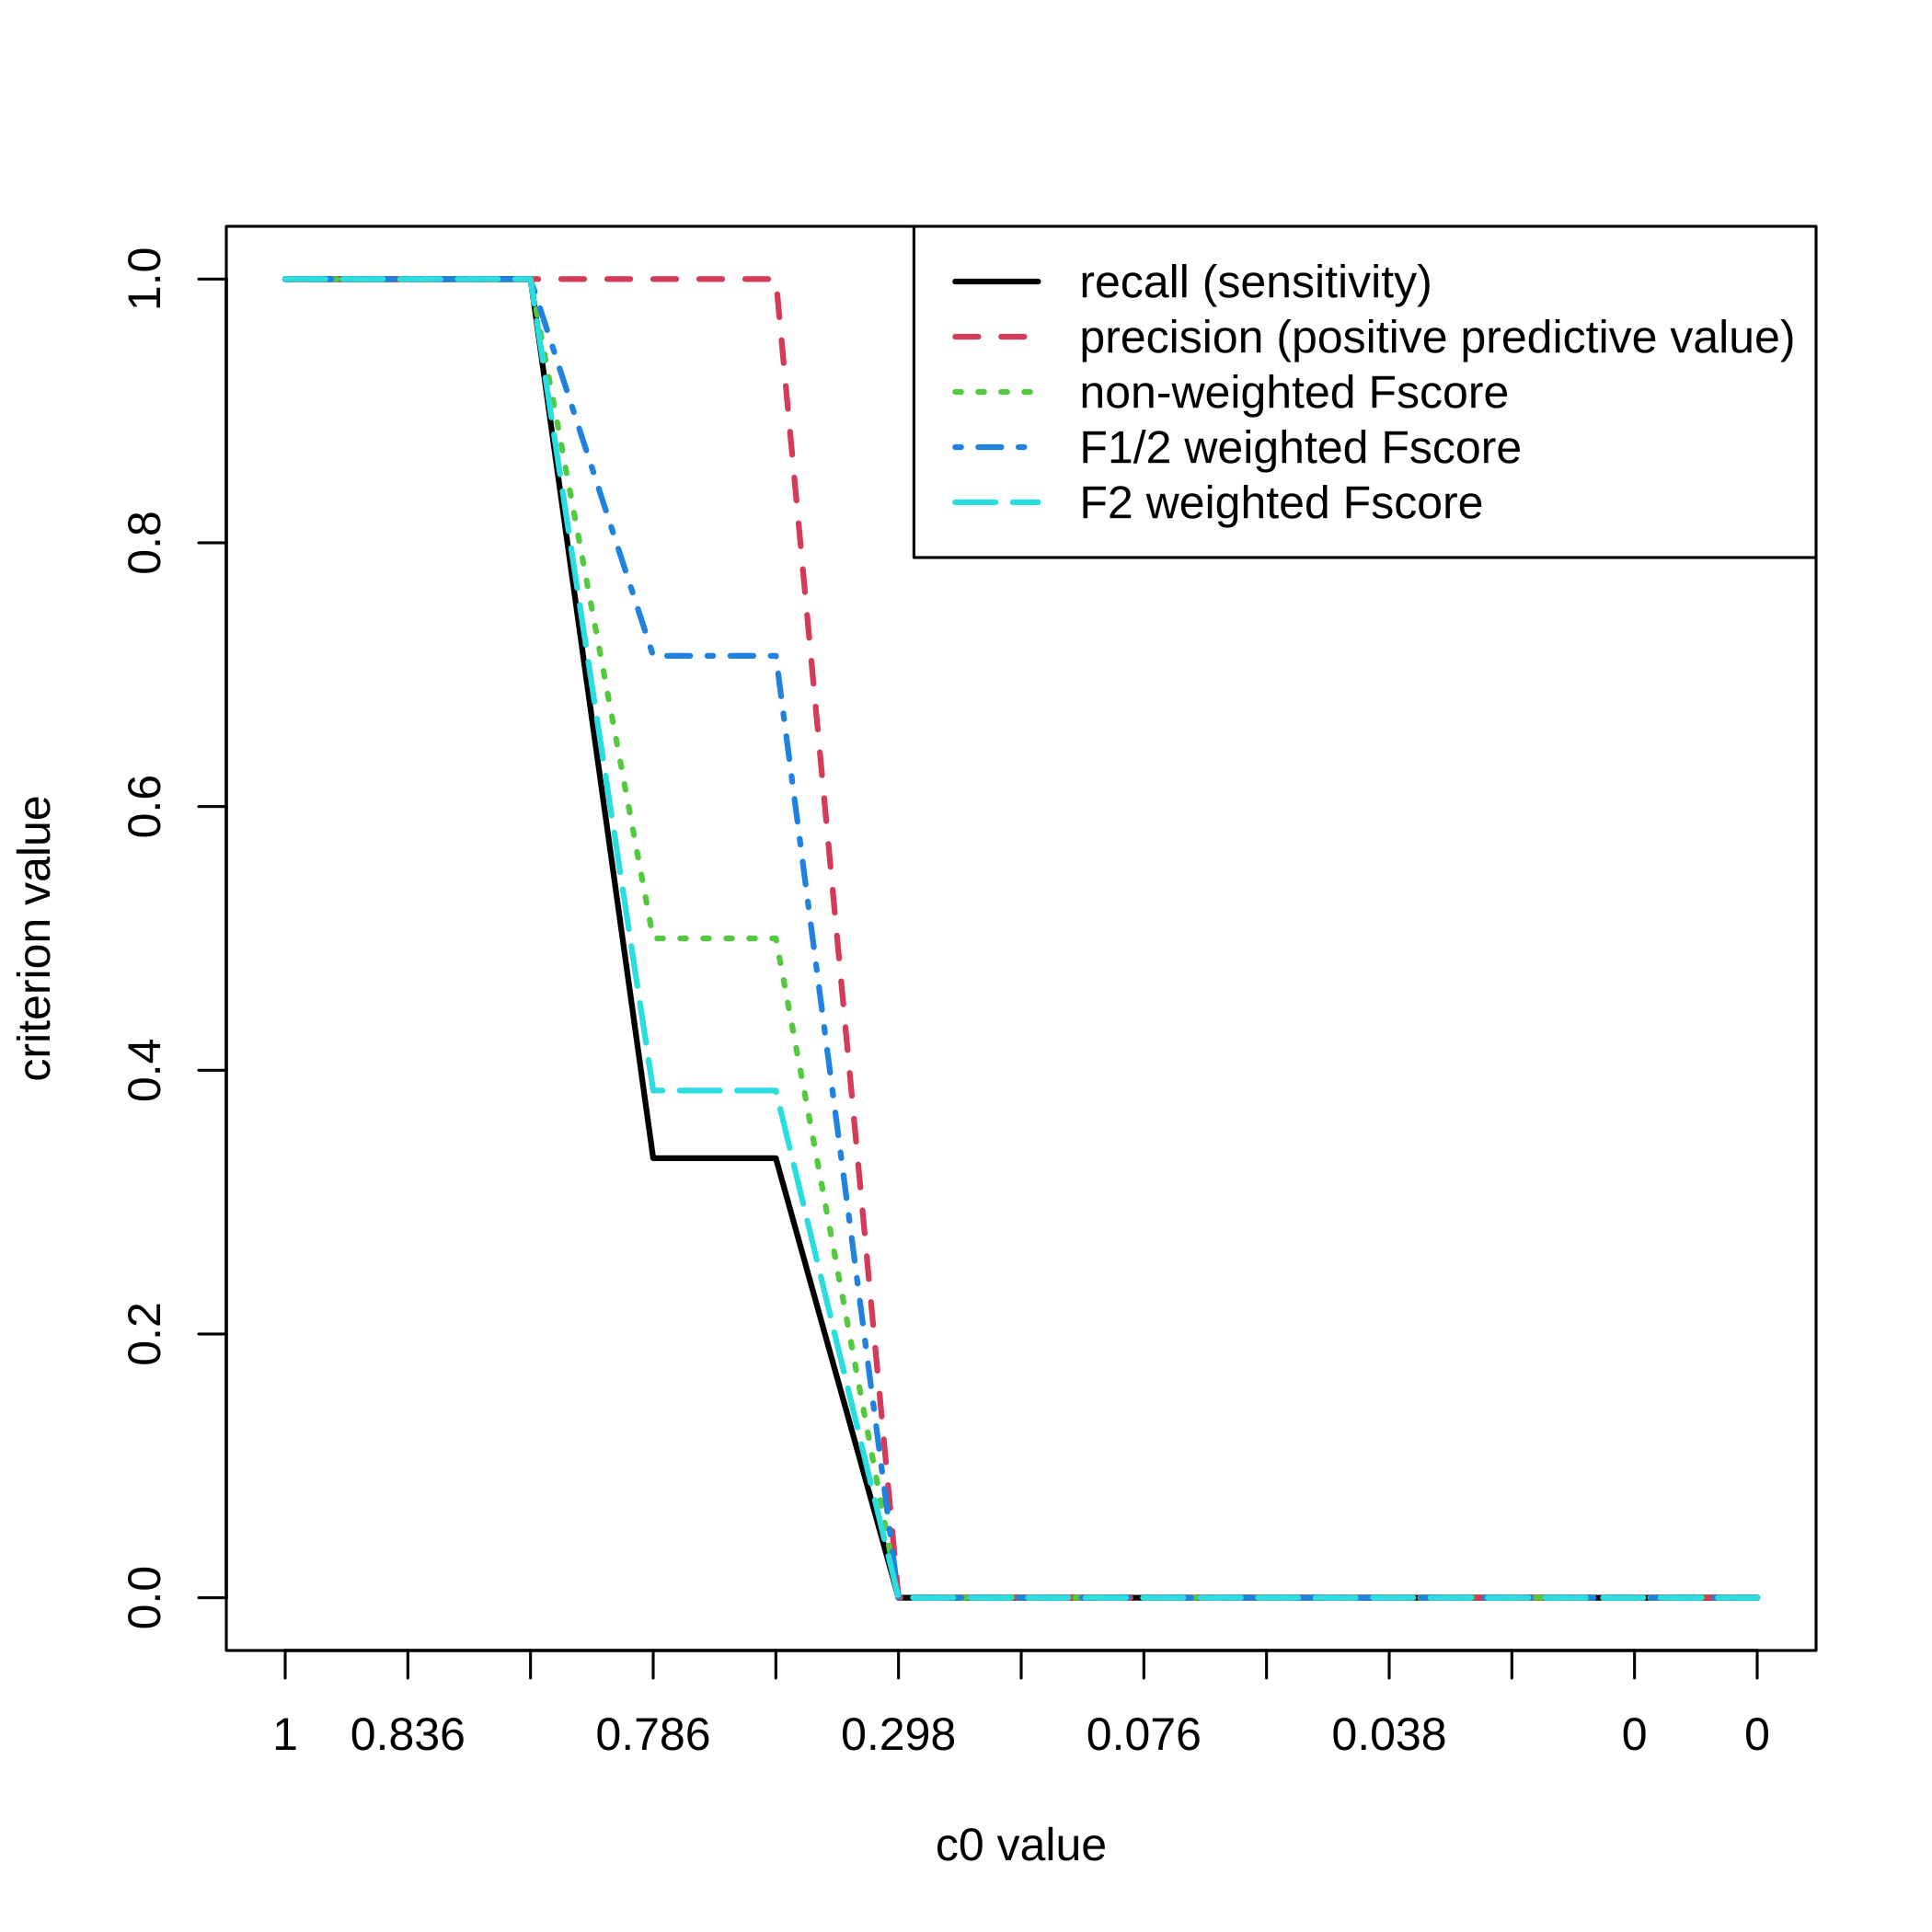 recall (sensitivity)
precision (positive predictive value)
non-weighted Fscore
F1/2 weighted Fscore
F2 weighted Fscore
criterion value
1.0
0.8
0.6
0.4
0.2
0.0
1 0.836 0.786 0.298 0.076 0.038 0 0
c0 value